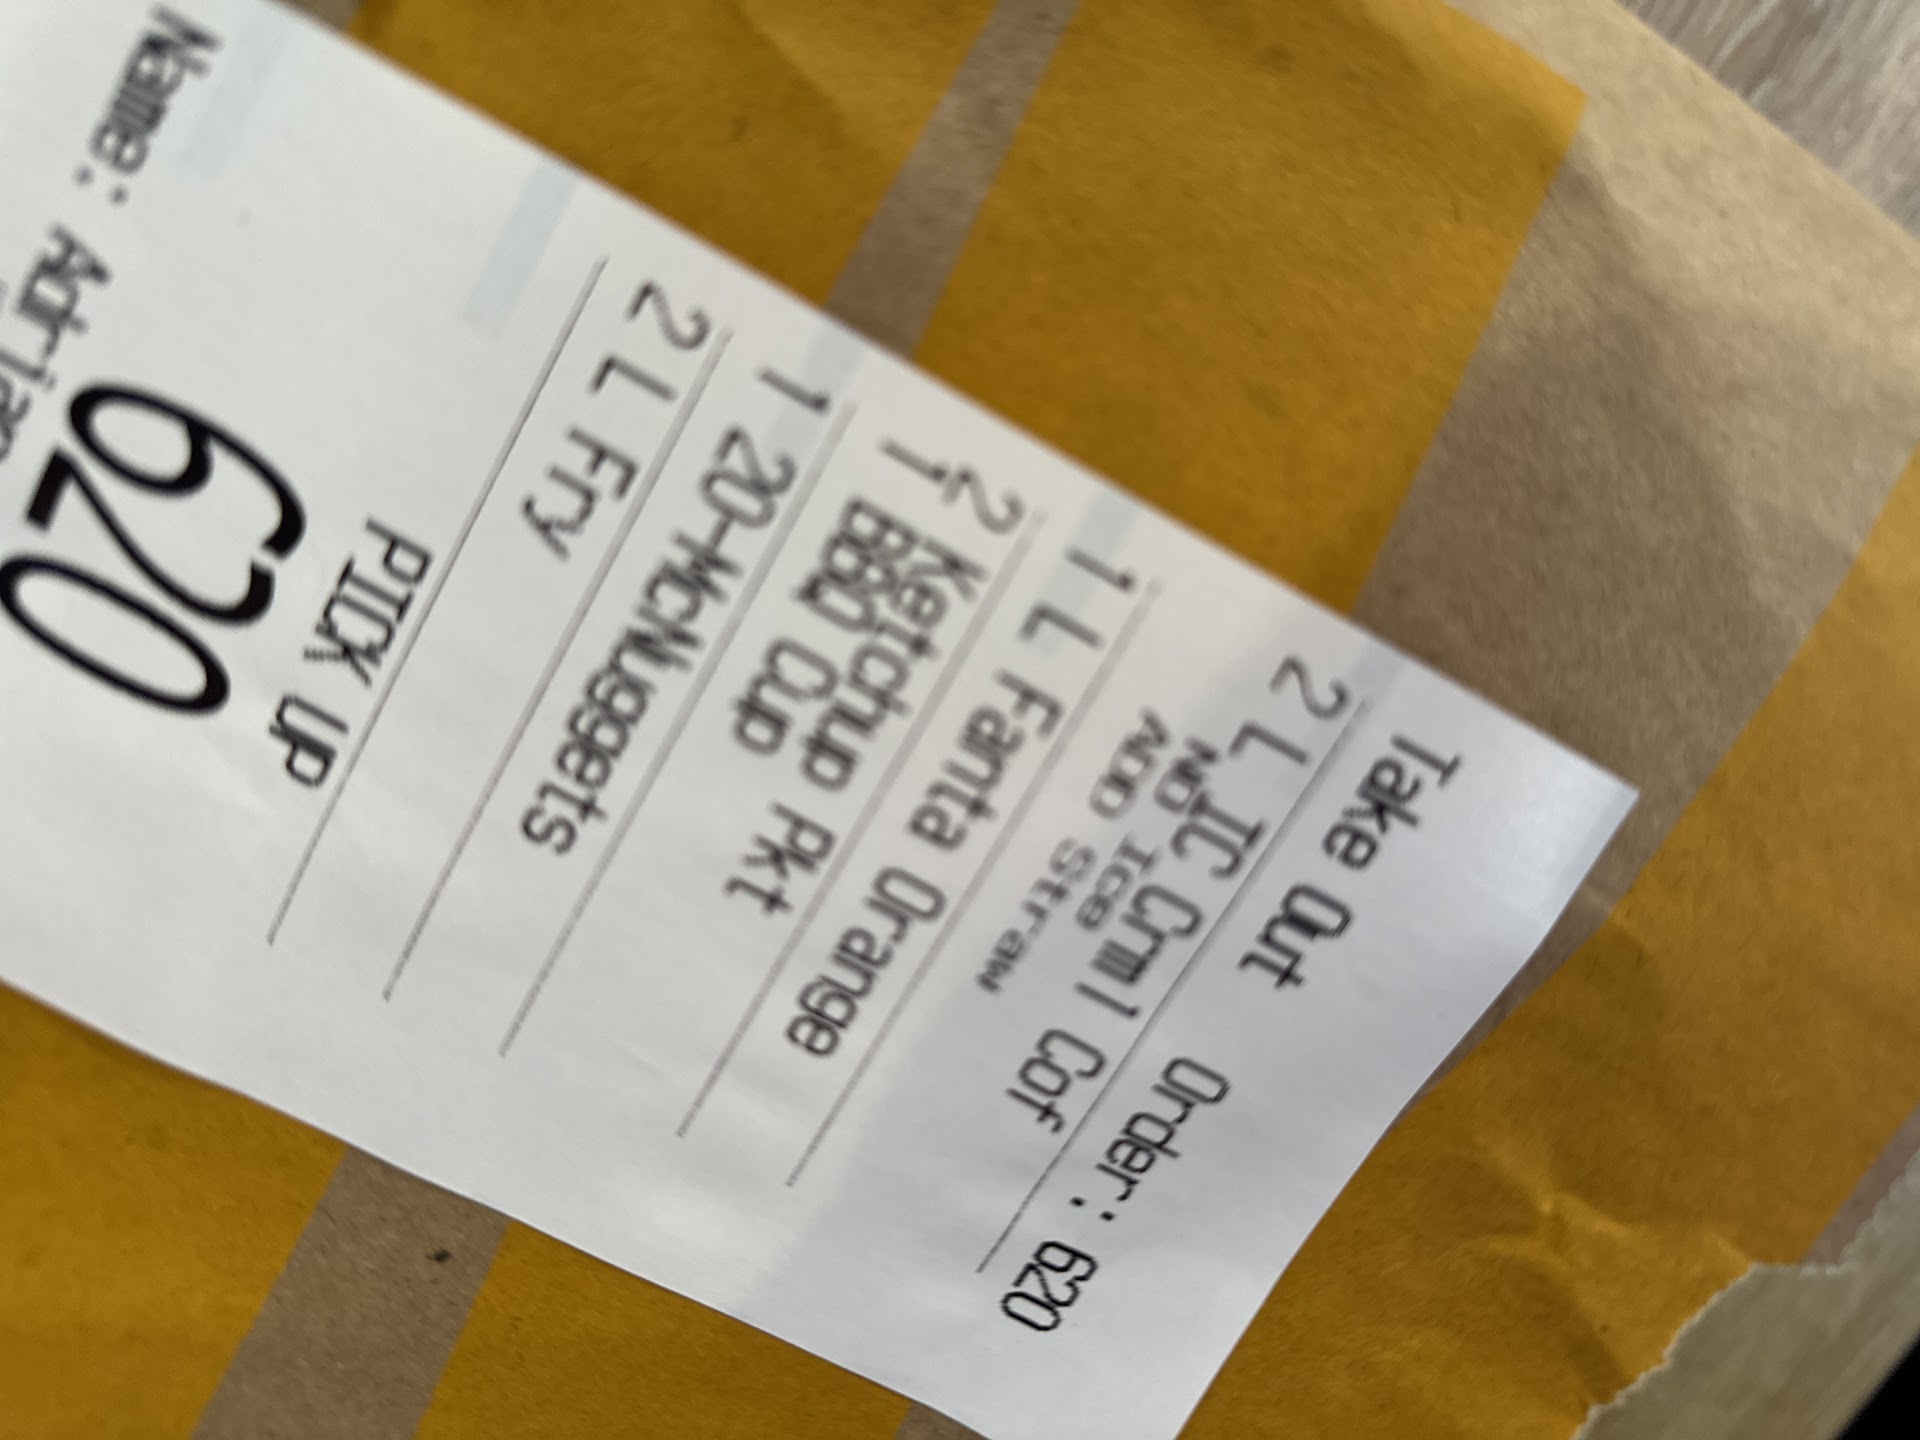 Take Out Order: 620
2 L IC Crml Cof
NO Ice
ADD Straw
1 L Fanta Orange
2 Ketchup Pkt
1 BBQ Cup
1 20-McNuggets
2 L Fry
PICK UP
620
Name: